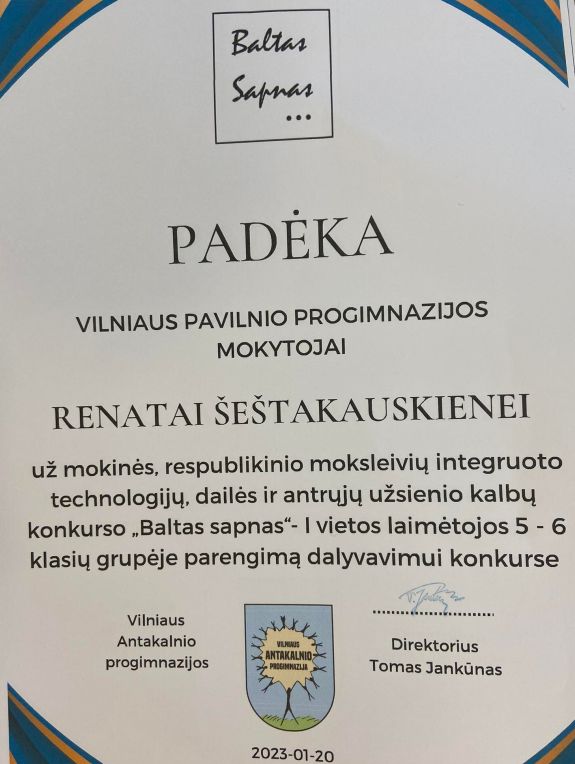 Baltas
Sapnas
...
PADĖKA
VILNIAUS PAVILNIO PROGIMNAZIJOS
MOKYTOJAI
RENATAI ŠEŠTAKAUSKIENEI
už mokinės, respublikinio moksleivių integruoto
technologijų, dailės ir antrųjų užsienio kalbų
konkurso „Baltas sapnas“- I vietos laimėtojos 5 - 6
klasių grupėje parengimą dalyvavimui konkurse
Vilniaus
Antakalnio
progimnazijos
VILNIAUS
ANTAKALNIO
PROGIMNAZIJA
Direktorius
Tomas Jankūnas
2023-01-20